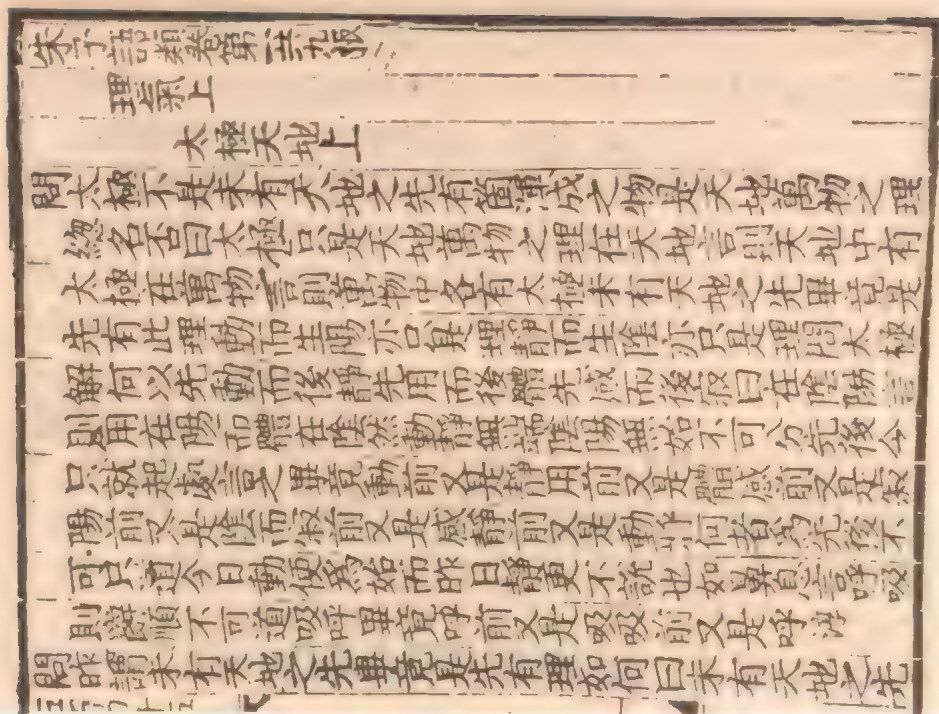 朱子語類卷第一
理氣上
太極天地上
問太極不是未有天地之先有箇渾成之物是天地萬物之理
緫名否曰太極只是天地萬物之理在天地言則天地中有
太極在萬物言則萬物中各有太極未有天地之先畢竟是
先有此理動而生陽亦只是理靜而生陰亦只是理問太極
解何以先動而後靜先用而後體先感而後寂曰在陰陽言
則用在陽而體在陰然動靜無端陰陽無始不可分先後今
只就起處言之畢竟動前又是靜用前又是體感前又是寂
陽前又是陰而寂前又是感靜前又是動將何者爲先後不
可只道今日動便爲始而昨日靜更不說也如鼻息言呼吸
則辭順不可道吸呼畢竟呼前又是吸吸前又是呼淳
問昨謂未有天地之先畢竟是先有理如何曰未有天地之先